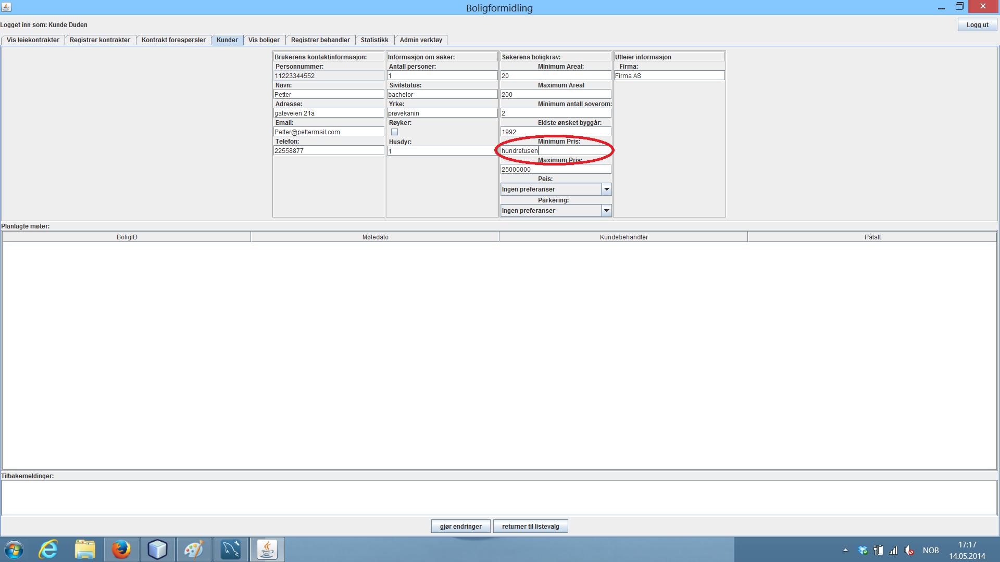 Boligformidling
Logget inn som: Kunde Duden
Logg ut
Vis leiekontrakter Registrer kontrakter Kontrakt forespørsler Kunder Vis boliger Registrer behandler Statistikk Admin verktøy
Brukerens kontaktinformasjon:
Personnummer:
11223344552
Navn:
Petter
Adresse:
gateveien 21a
Email:
Petter@pettermail.com
Telefon:
22558877
Informasjon om søker:
Antall personer:
1
Sivilstatus:
bachelor
Yrke:
prøvekanin
Røyker:
Husdyr:
1
Søkerens boligkrav:
Minimum Areal:
20
Maximum Areal
200
Minimum antall soverom:
2
Eldste ønsket byggår:
1992
Minimum Pris:
hundretusen
Maximum Pris:
25000000
Peis:
Ingen preferanser
Parkering:
Ingen preferanser
Utleier informasjon
Firma:
Firma AS
Planlagte møter:
BoligID Møtedato Kundebehandler Påtatt
Tilbakemeldinger:
gjør endringer returner til listevalg
NOB
17:17
14.05.2014